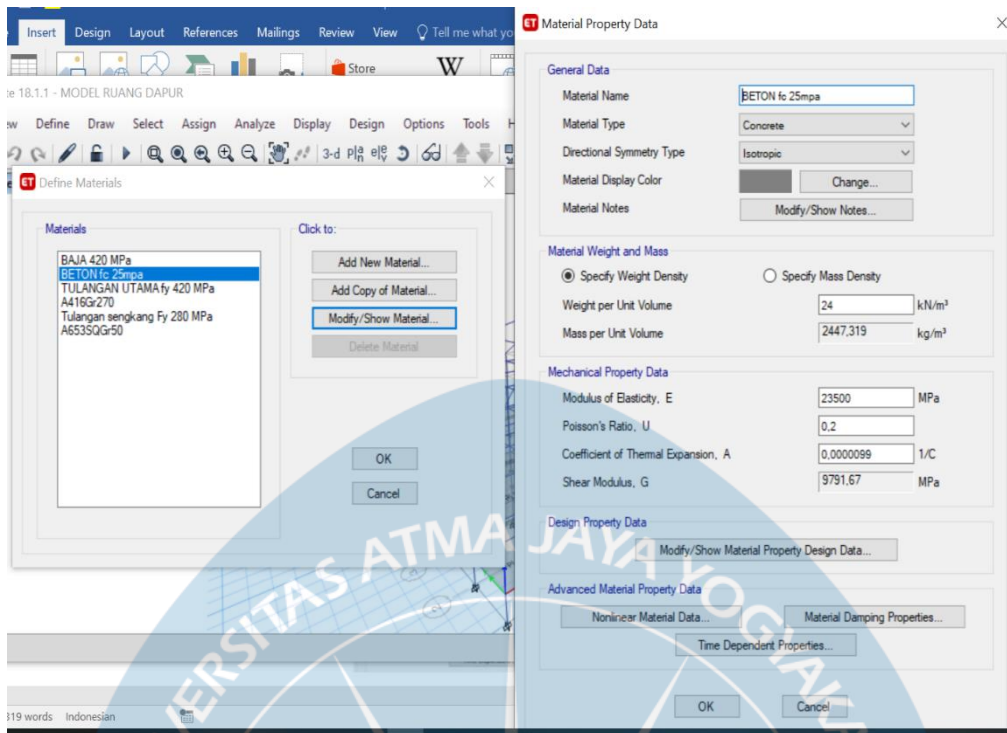 Insert Design Layout References Mailings Review View Tell me what yo
Store
W
te 18.1.1 - MODEL RUANG DAPUR
ew Define Draw Select Assign Analyze Display Design Options Tools H
3-d
Define Materials
Materials
BAJA 420 MPa
BETON fc 25mpa
TULANGAN UTAMA fy 420 MPa
A416Gr270
Tulangan sengkang Fy 280 MPa
A653SQGr50
Click to:
Add New Material...
Add Copy of Material...
Modify/Show Material...
Delete Material
OK
Cancel
319 words Indonesian
ET Material Property Data
General Data
Material Name BETON fc 25mpa
Material Type Concrete
Directional Symmetry Type Isotropic
Material Display Color Change...
Material Notes Modify/Show Notes...
Material Weight and Mass
Specify Weight Density Specify Mass Density
Weight per Unit Volume 24 kN/m³
Mass per Unit Volume 2447,319 kg/m³
Mechanical Property Data
Modulus of Elasticity, E 23500 MPa
Poisson's Ratio, U 0,2
Coefficient of Thermal Expansion, A 0,0000099 1/C
Shear Modulus, G 9791,67 MPa
Design Property Data
Modify/Show Material Property Design Data...
Advanced Material Property Data
Nonlinear Material Data... Material Damping Properties...
Time Dependent Properties...
OK Cancel
ERSITAS ATMA JAYA YOGYAKA